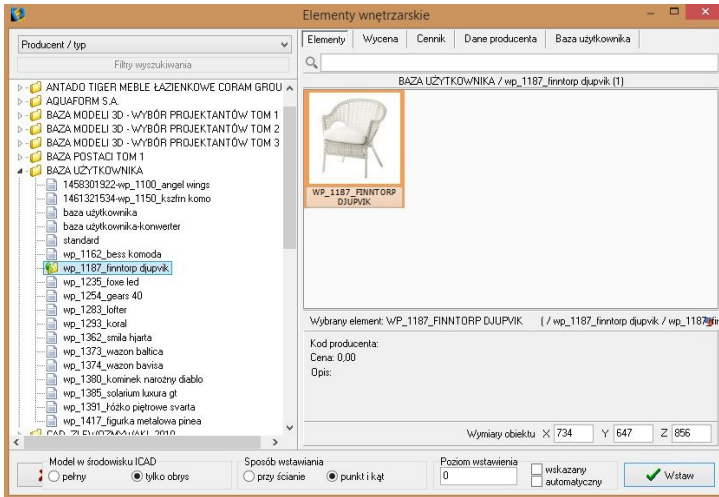 Elementy wnętrzarskie
Producent / typ
Filtry wyszukiwania
ANTADO TIGER MEBLE ŁAZIENKOWE CORAM GROU
AQUAFORM S.A.
BAZA MODELI 3D - WYBÓR PROJEKTANTÓW TOM 1
BAZA MODELI 3D - WYBÓR PROJEKTANTÓW TOM 2
BAZA MODELI 3D - WYBÓR PROJEKTANTÓW TOM 3
BAZA POSTACI TOM 1
BAZA UŻYTKOWNIKA
1458301922-wp_1100_angel wings
1461321534-wp_1150_kszfrn komo
baza użytkownika
baza użytkownika-konwerter
standard
wp_1162_bess komoda
wp_1187_finntorp djupvik
wp_1235_foxe led
wp_1254_gears 40
wp_1283_lofter
wp_1293_koral
wp_1362_smila hjarta
wp_1373_wazon baltica
wp_1374_wazon bavisa
wp_1380_kominek narożny diablo
wp_1385_solarium luxura gt
wp_1391_łóżko piętrowe svarta
wp_1417_figurka metalowa pinea
Elementy Wycena Cennik Dane producenta Baza użytkownika
BAZA UŻYTKOWNIKA / wp_1187_finntorp djupvik (1)
WP_1187_FINNTORP
DJUPVIK
Wybrany element: WP_1187_FINNTORP DJUPVIK ( / wp_1187_finntorp djupvik / wp_1187
Kod producenta:
Cena: 0,00
Opis:
Wymiary obiektu X 734 Y 647 Z 856
Model w środowisku ICAD
pełny tylko obrys
Sposób wstawiania
przy ścianie punkt i kąt
Poziom wstawienia
0
wskazany
automatyczny
Wstaw